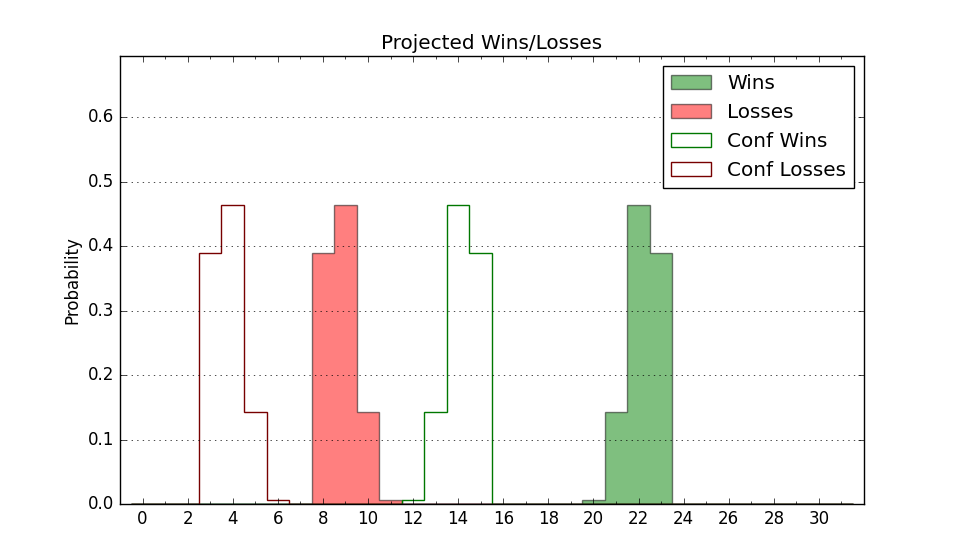 Projected Wins/Losses
Wins
Losses
Conf Wins
Conf Losses
Probability
0.6
0.5
0.4
0.3
0.2
0.1
0.0
0 2 4 6 8 10 12 14 16 18 20 22 24 26 28 30